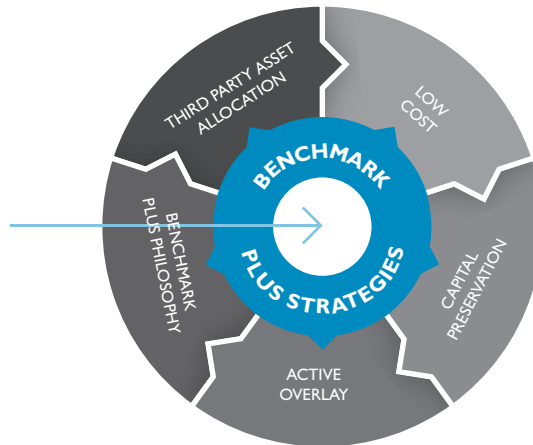 THIRD PARTY ASSET
ALLOCATION
LOW
COST
CAPITAL
PRESERVATION
ACTIVE
OVERLAY
BENCHMARK
PLUS PHILOSOPHY
BENCHMARK
PLUS STRATEGIES